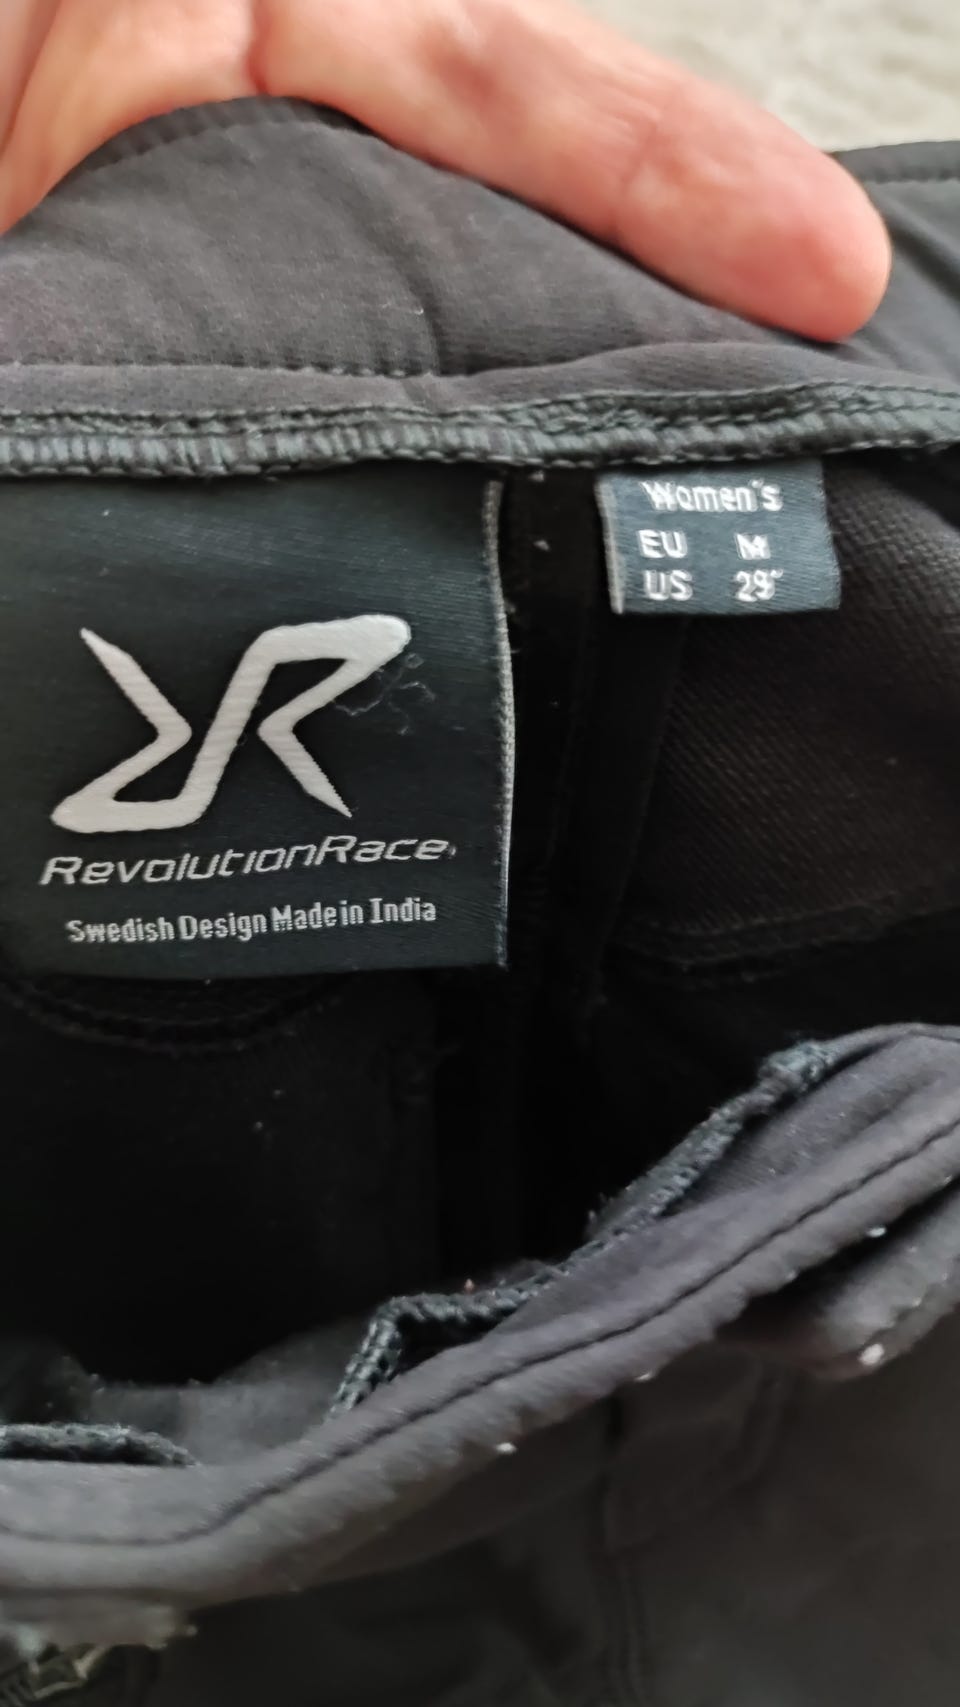 Women's
EU M
US 29"
RevolutionRace
Swedish Design Made in India